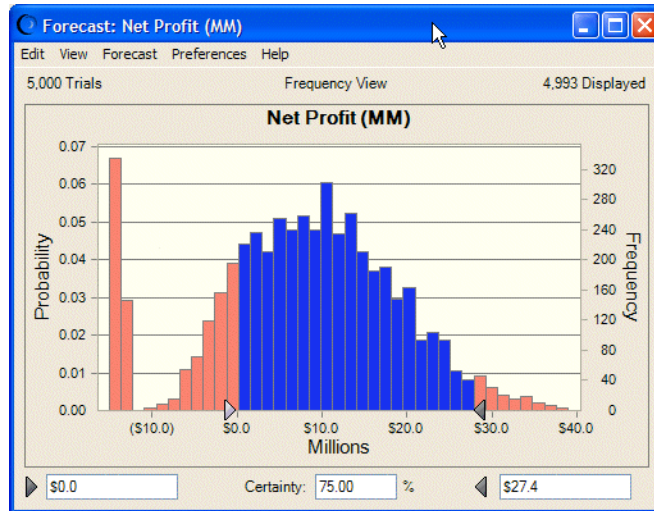 Forecast: Net Profit (MM)
Edit View Forecast Preferences Help
5,000 Trials Frequency View 4,993 Displayed
Net Profit (MM)
0.07
0.06
0.05
0.04
0.03
0.02
0.01
0.00
Probability
320
280
240
200
160
120
80
40
0
Frequency
($10.0) $0.0 $10.0 $20.0 $30.0 $40.0
Millions
$0.0 Certainty: 75.00 % $27.4